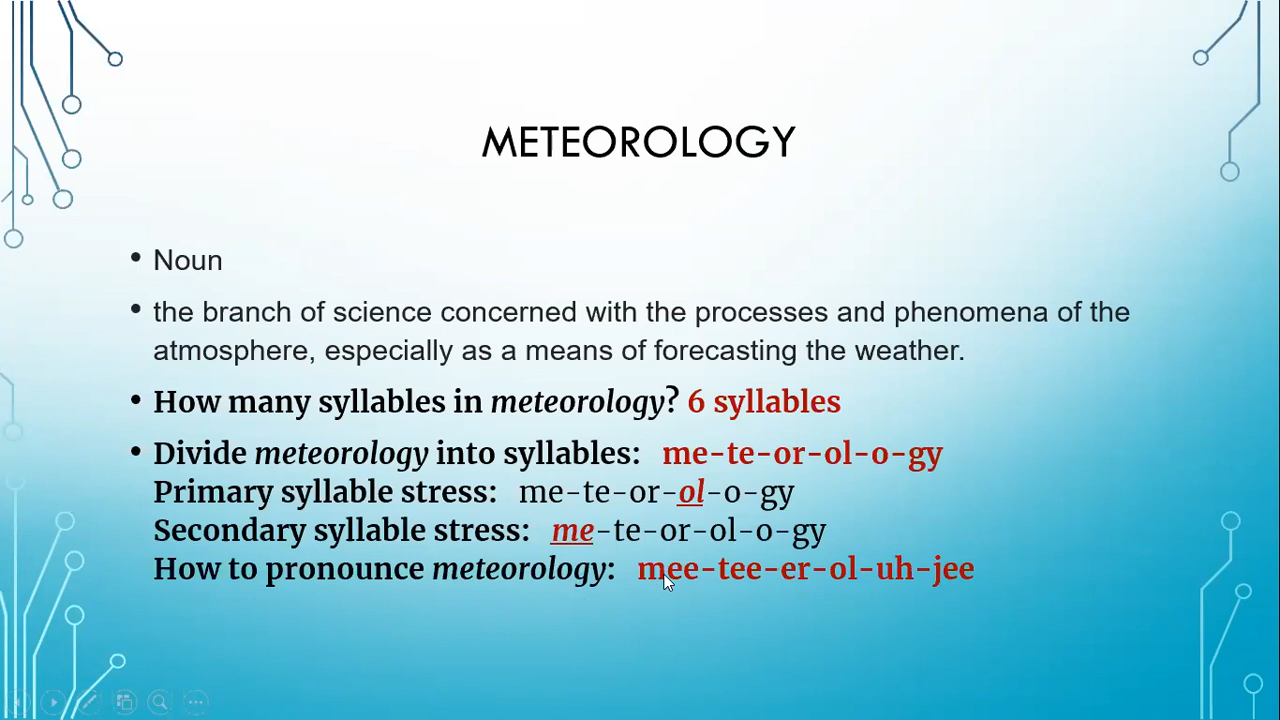 METEOROLOGY
• Noun
• the branch of science concerned with the processes and phenomena of the
atmosphere, especially as a means of forecasting the weather.
• How many syllables in meteorology? 6 syllables
• Divide meteorology into syllables: me-te-or-ol-o-gy
Primary syllable stress: me-te-or-ol-o-gy
Secondary syllable stress: me-te-or-ol-o-gy
How to pronounce meteorology: mee-tee-er-ol-uh-jee